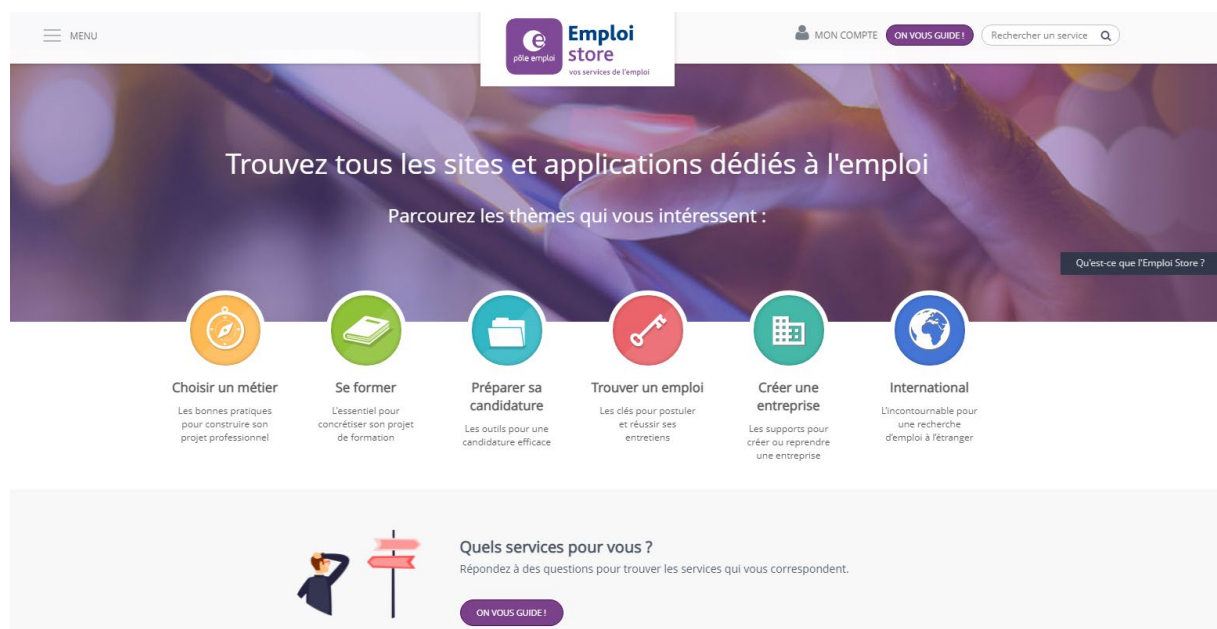 MENU
pôle emploi
Emploi
store
vos services de l'emploi
MON COMPTE
ON VOUS GUIDE !
Rechercher un service
Trouvez tous les sites et applications dédiés à l'emploi
Parcourez les thèmes qui vous intéressent :
Qu'est-ce que l'Emploi Store ?
Choisir un métier
Les bonnes pratiques
pour construire son
projet professionnel
Se former
L'essentiel pour
concrétiser son projet
de formation
Préparer sa
candidature
Les outils pour une
candidature efficace
Trouver un emploi
Les clés pour postuler
et réussir ses
entretiens
Créer une
entreprise
Les supports pour
créer ou reprendre
une entreprise
International
L'incontournable pour
une recherche
d'emploi à l'étranger
Quels services pour vous ?
Répondez à des questions pour trouver les services qui vous correspondent.
ON VOUS GUIDE !